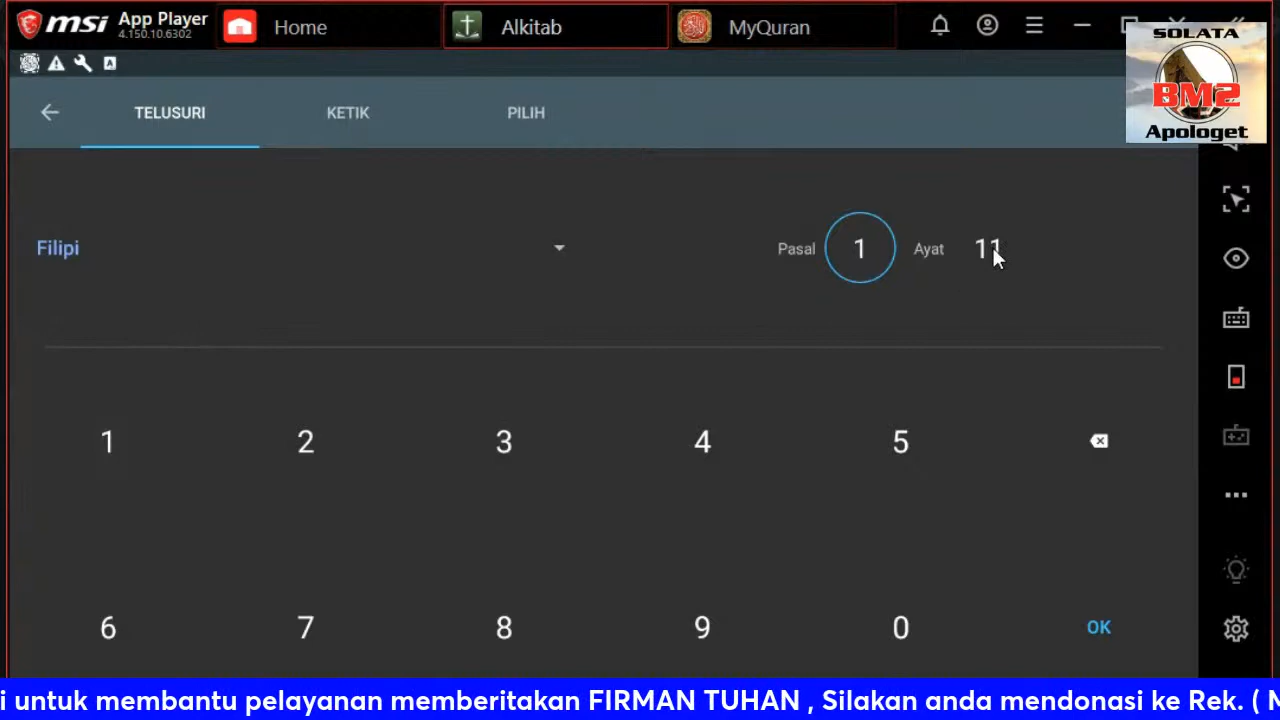 msi App Player
4.150.10.6302
Home
Alkitab
MyQuran
SOLATA
BM2
Apologet
TELUSURI
KETIK
PILIH
Filipi
Pasal 1 Ayat 11
1 2 3 4 5
6 7 8 9 0 OK
i untuk membantu pelayanan memberitakan FIRMAN TUHAN , Silakan anda mendonasi ke Rek. ( M